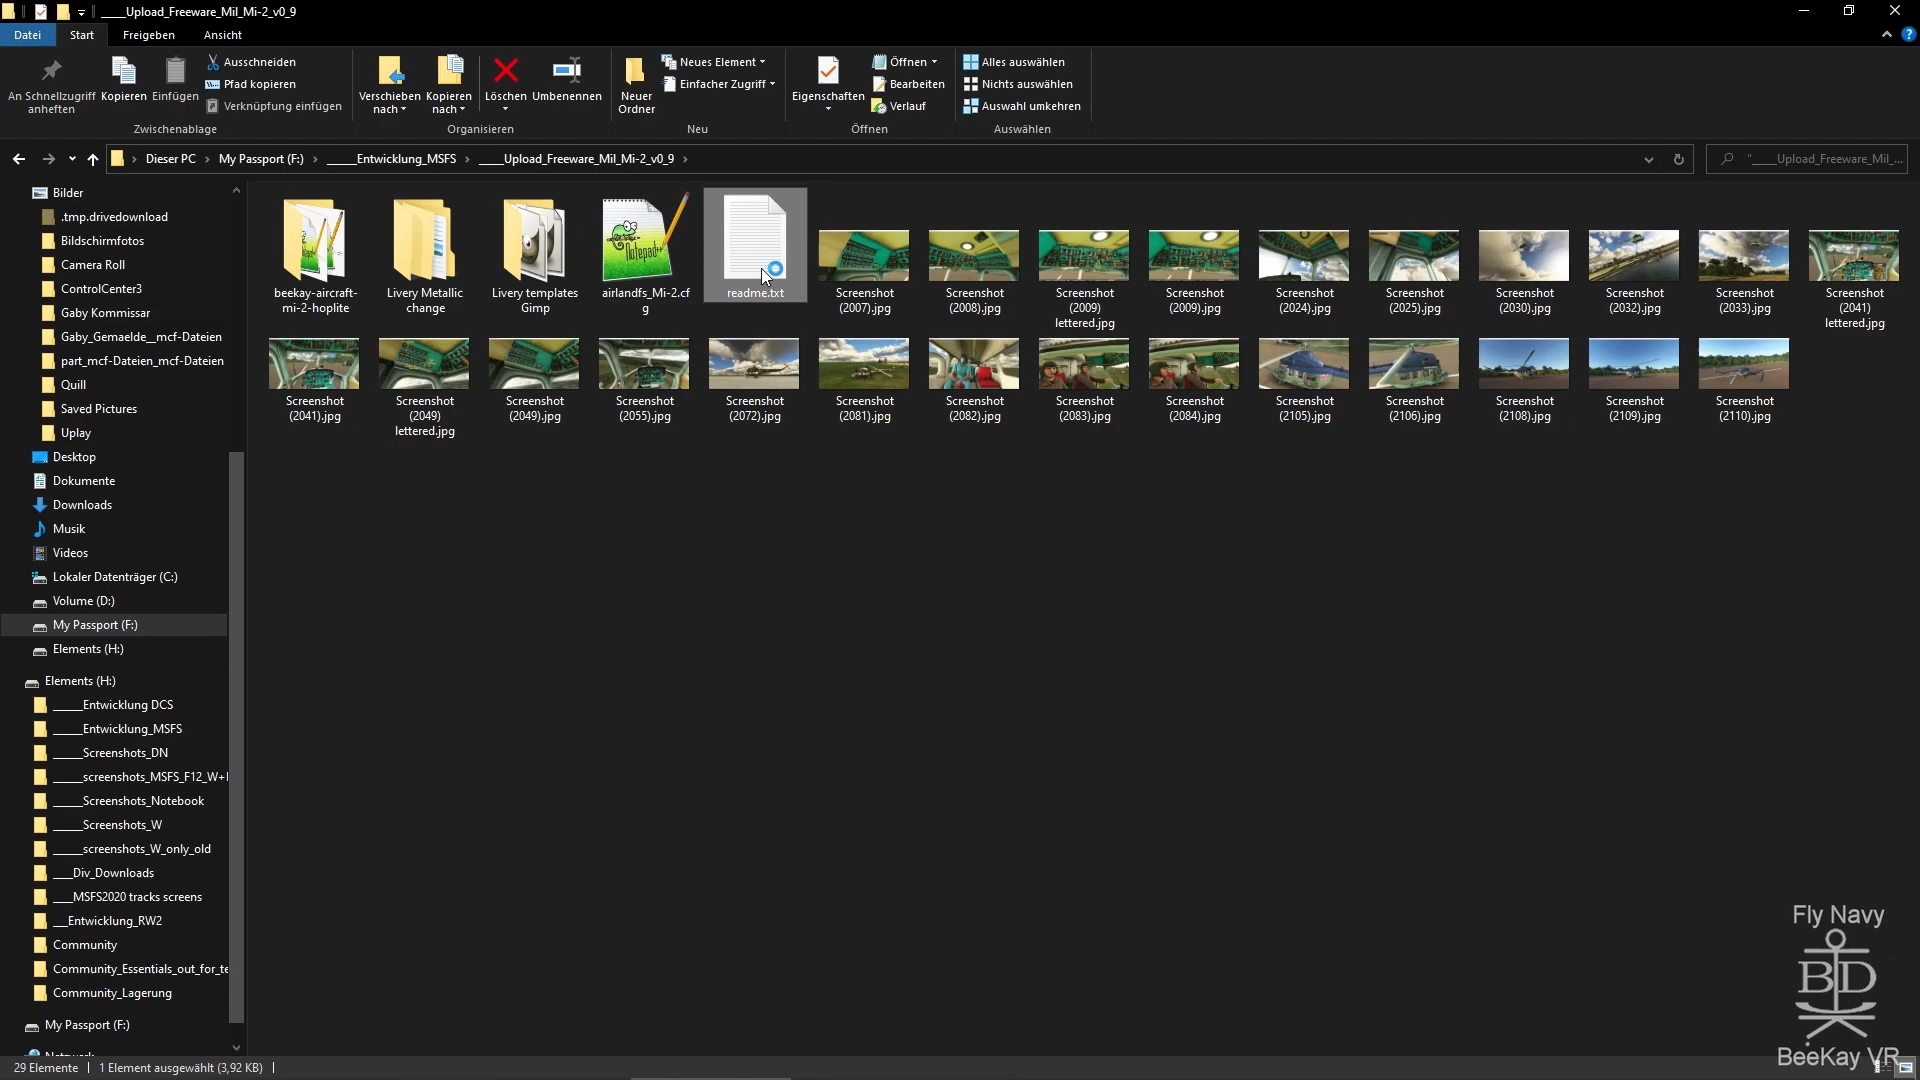 ____Upload_Freeware_Mil_Mi-2_v0_9
Datei
Start
Freigeben
Ansicht
An Schnellzugriff
anheften
Kopieren
Einfügen
Ausschneiden
Pfad kopieren
Verknüpfung einfügen
Zwischenablage
Verschieben
nach
Kopieren
nach
Löschen
Umbenennen
Organisieren
Neuer
Ordner
Neues Element
Einfacher Zugriff
Neu
Eigenschaften
Öffnen
Bearbeiten
Verlauf
Öffnen
Alles auswählen
Nichts auswählen
Auswahl umkehren
Auswählen
Dieser PC
My Passport (F:)
_____Entwicklung_MSFS
____Upload_Freeware_Mil_Mi-2_v0_9
"____Upload_Freeware_Mil_...
Bilder
.tmp.drivedownload
Bildschirmfotos
Camera Roll
ControlCenter3
Gaby Kommissar
Gaby_Gemaelde__mcf-Dateien
part_mcf-Dateien_mcf-Dateien
Quill
Saved Pictures
Uplay
Desktop
Dokumente
Downloads
Musik
Videos
Lokaler Datenträger (C:)
Volume (D:)
My Passport (F:)
Elements (H:)
Elements (H:)
_____Entwicklung DCS
_____Entwicklung_MSFS
_____Screenshots_DN
_____screenshots_MSFS_F12_W+
_____Screenshots_Notebook
_____Screenshots_W
_____screenshots_W_only_old
____Div_Downloads
___MSFS2020 tracks screens
__Entwicklung_RW2
Community
Community_Essentials_out_for_te
Community_Lagerung
My Passport (F:)
Netzwerk
beekay-aircraft-
mi-2-hoplite
Livery Metallic
change
Livery templates
Gimp
Notepad++
airlandfs_Mi-2.cf
g
readme.txt
Screenshot
(2007).jpg
Screenshot
(2008).jpg
Screenshot
(2009)
lettered.jpg
Screenshot
(2009).jpg
Screenshot
(2024).jpg
Screenshot
(2025).jpg
Screenshot
(2030).jpg
Screenshot
(2032).jpg
Screenshot
(2033).jpg
Screenshot
(2041)
lettered.jpg
Screenshot
(2041).jpg
Screenshot
(2049)
lettered.jpg
Screenshot
(2049).jpg
Screenshot
(2055).jpg
Screenshot
(2072).jpg
Screenshot
(2081).jpg
Screenshot
(2082).jpg
Screenshot
(2083).jpg
Screenshot
(2084).jpg
Screenshot
(2105).jpg
Screenshot
(2106).jpg
Screenshot
(2108).jpg
Screenshot
(2109).jpg
Screenshot
(2110).jpg
Fly Navy
BD
BeeKay VR
29 Elemente
1 Element ausgewählt (3,92 KB)